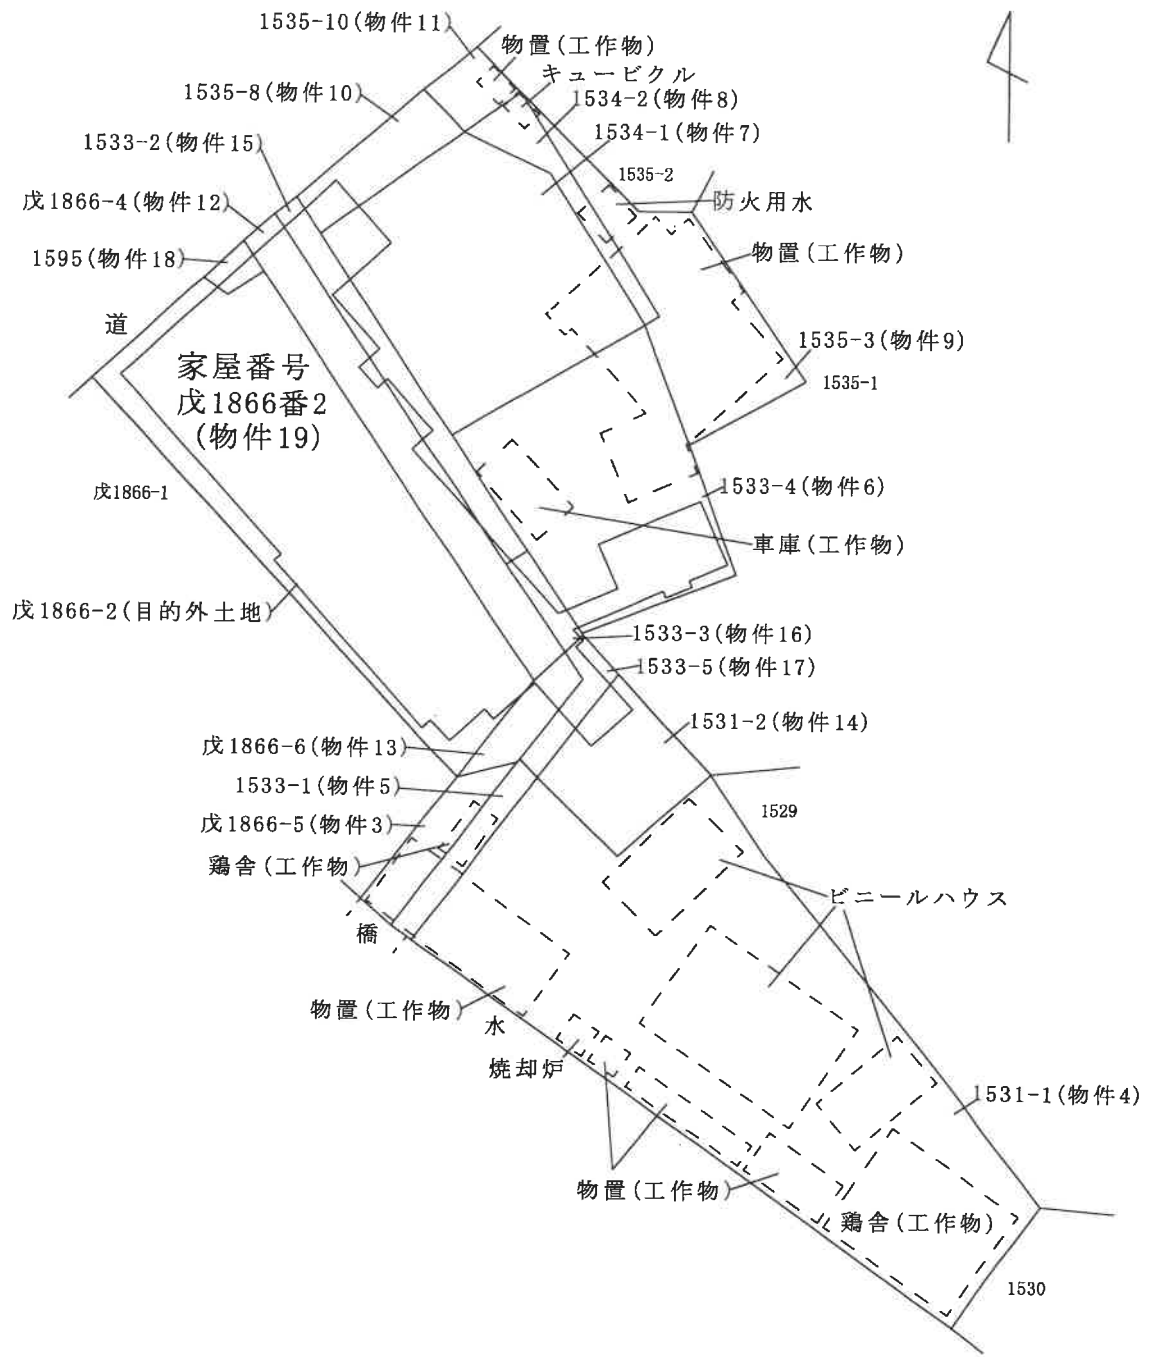 1535-10(物件11)
物置(工作物)
キュービクル
1535-8(物件10)
1534-2(物件8)
1534-1(物件7)
1533-2(物件15)
1535-2
戊1866-4(物件12)
防火用水
1595(物件18)
物置(工作物)
道
1535-3(物件9)
家屋番号
戊1866番2
(物件19)
1535-1
戊1866-1
1533-4(物件6)
車庫(工作物)
戊1866-2(目的外土地)
1533-3(物件16)
1533-5(物件17)
1531-2(物件14)
戊1866-6(物件13)
1533-1(物件5)
1529
戊1866-5(物件3)
鶏舎(工作物)
ビニールハウス
橋
物置(工作物)
水
焼却炉
1531-1(物件4)
物置(工作物)
鶏舎(工作物)
1530